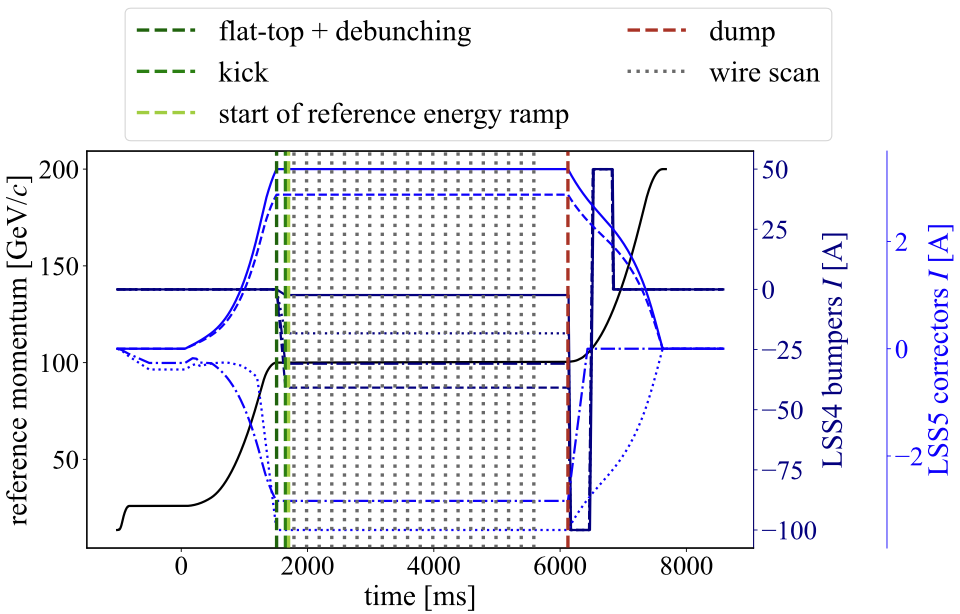 flat-top + debunching
kick
start of reference energy ramp
dump
wire scan
200
150
100
50
reference momentum [GeV/c]
0
2000
4000
6000
8000
time [ms]
50
25
0
−25
−50
−75
−100
LSS4 bumpers I [A]
2
0
−2
LSS5 correctors I [A]